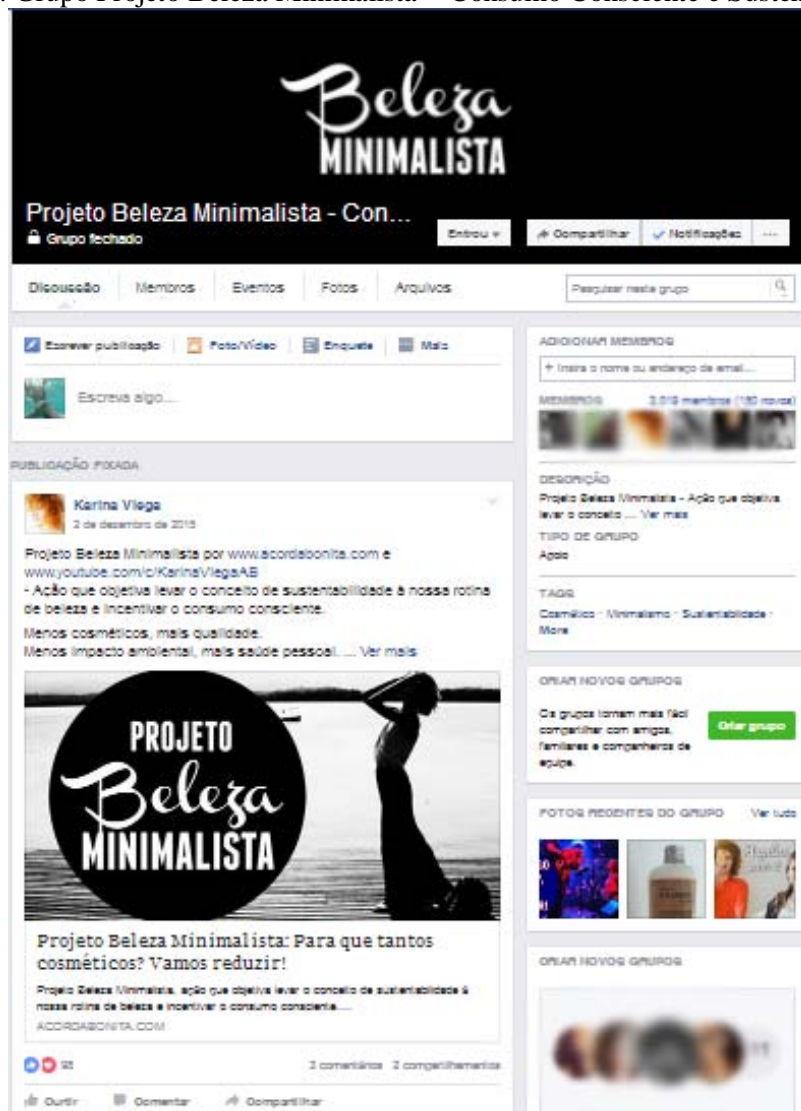 Grupo Projeto Beleza Minimalista – Consumo Consciente e
Beleza
MINIMALISTA
Projeto Beleza Minimalista - Con...
Grupo fechado
Entrou
Compartilhar
Notificações
...
Discussão Membros Eventos Fotos Arquivos
Pesquisar neste grupo
Escrever publicação Foto/Vídeo Enquete Mais
Escreva algo...
PUBLICAÇÃO FIXADA
Karina Viega
2 de dezembro de 2015
Projeto Beleza Minimalista por www.acordabonita.com e
www.youtube.com/c/KarinaViegaAB
- Ação que objetiva levar o conceito de sustentabilidade à nossa rotina
de beleza e incentivar o consumo consciente.
Menos cosméticos, mais qualidade.
Menos impacto ambiental, mais saúde pessoal. ... Ver mais
PROJETO
Beleza
MINIMALISTA
Projeto Beleza Minimalista: Para que tantos
cosméticos? Vamos reduzir!
Projeto Beleza Minimalista, ação que objetiva levar o conceito de sustentabilidade à
nossa rotina de beleza e incentivar o consumo consciente....
ACORDABONITA.COM
comentários 2 compartilhamentos
Curtir Comentar Compartilhar
ADICIONAR MEMBROS
+ Insira o nome ou endereço de email...
MEMBROS membros novos)
DESCRIÇÃO
Projeto Beleza Minimalista - Ação que objetiva
levar o conceito ... Ver mais
TIPO DE GRUPO
Apoio
TAGS
Cosmético · Minimalismo · Sustentabilidade ·
More
CRIAR NOVOS GRUPOS
Os grupos tornam mais fácil
compartilhar com amigos,
familiares e companheiros de
equipe.
Criar grupo
FOTOS RECENTES DO GRUPO Ver tudo
CRIAR NOVOS GRUPOS